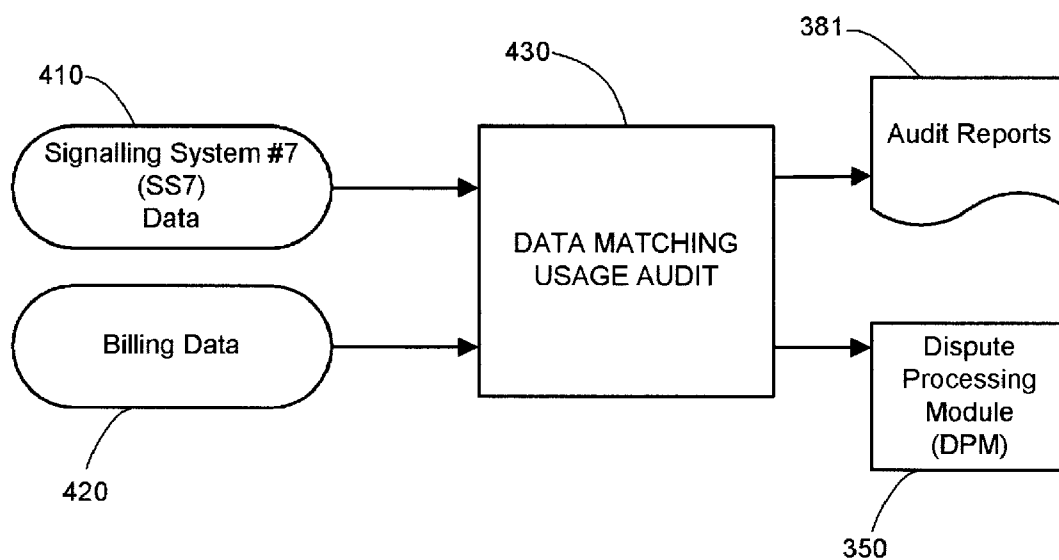 410
Signalling System #7
(SS7)
Data
420
Billing Data
430
DATA MATCHING
USAGE AUDIT
381
Audit Reports
Dispute
Processing
Module
(DPM)
350